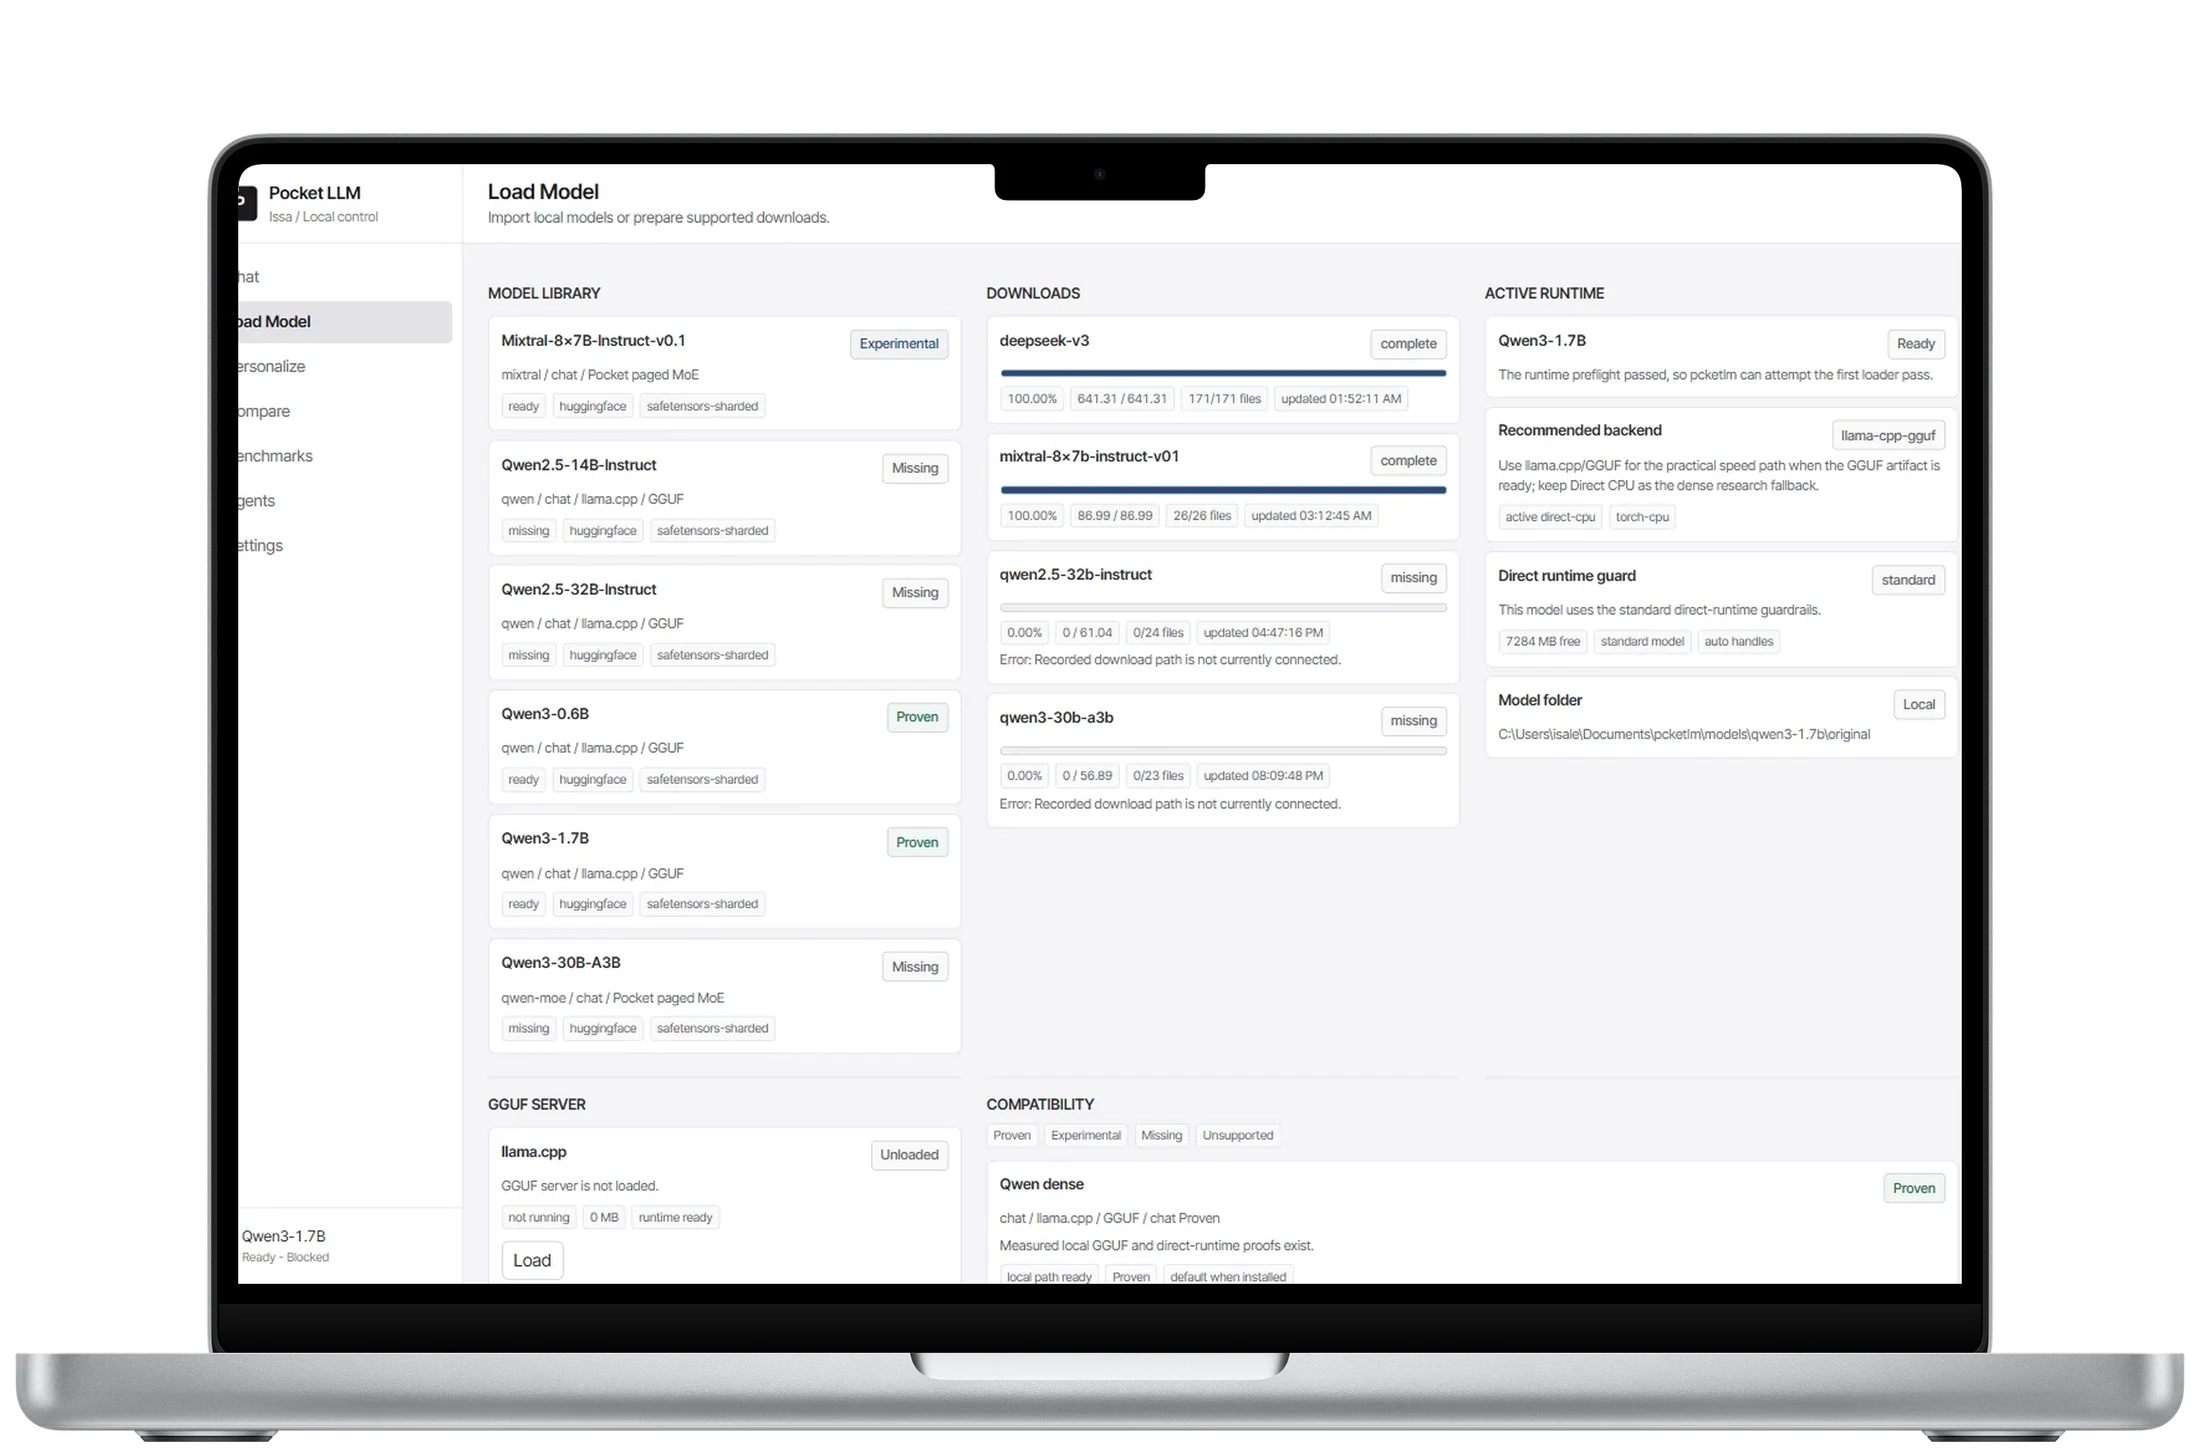 Pocket LLM
Issa / Local control
hat
oad Model
ersonalize
ompare
enchmarks
gents
ettings
Qwen3-1.7B
Ready - Blocked
Load Model
Import local models or prepare supported downloads.
MODEL LIBRARY
Mixtral-8×7B-Instruct-v0.1
Experimental
mixtral / chat / Pocket paged MoE
ready huggingface safetensors-sharded
Qwen2.5-14B-Instruct
Missing
qwen / chat / llama.cpp / GGUF
missing huggingface safetensors-sharded
Qwen2.5-32B-Instruct
Missing
qwen / chat / llama.cpp / GGUF
missing huggingface safetensors-sharded
Qwen3-0.6B
Proven
qwen / chat / llama.cpp / GGUF
ready huggingface safetensors-sharded
Qwen3-1.7B
Proven
qwen / chat / llama.cpp / GGUF
ready huggingface safetensors-sharded
Qwen3-30B-A3B
Missing
qwen-moe / chat / Pocket paged MoE
missing huggingface safetensors-sharded
DOWNLOADS
deepseek-v3
complete
100.00% 641.31 / 641.31 171/171 files updated 01:52:11 AM
mixtral-8×7b-instruct-v01
complete
100.00% 86.99 / 86.99 26/26 files updated 03:12:45 AM
qwen2.5-32b-instruct
missing
0.00% 0 / 61.04 0/24 files updated 04:47:16 PM
Error: Recorded download path is not currently connected.
qwen3-30b-a3b
missing
0.00% 0 / 56.89 0/23 files updated 08:09:48 PM
Error: Recorded download path is not currently connected.
ACTIVE RUNTIME
Qwen3-1.7B
Ready
The runtime preflight passed, so pcketlm can attempt the first loader pass.
Recommended backend
llama-cpp-gguf
Use llama.cpp/GGUF for the practical speed path when the GGUF artifact is
ready; keep Direct CPU as the dense research fallback.
active direct-cpu torch-cpu
Direct runtime guard
standard
This model uses the standard direct-runtime guardrails.
7284 MB free standard model auto handles
Model folder
Local
C:\Users\isale\Documents\pcketlm\models\qwen3-1.7b\original
GGUF SERVER
llama.cpp
Unloaded
GGUF server is not loaded.
not running 0 MB runtime ready
Load
COMPATIBILITY
Proven Experimental Missing Unsupported
Qwen dense
Proven
chat / llama.cpp / GGUF / chat Proven
Measured local GGUF and direct-runtime proofs exist.
local path ready Proven default when installed